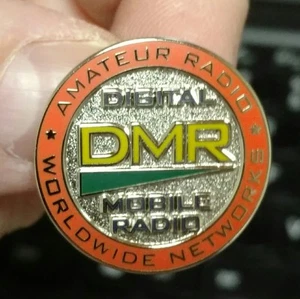 AMATEUR RADIO
DIGITAL
DMR
MOBILE
RADIO
WORLDWIDE NETWORKS